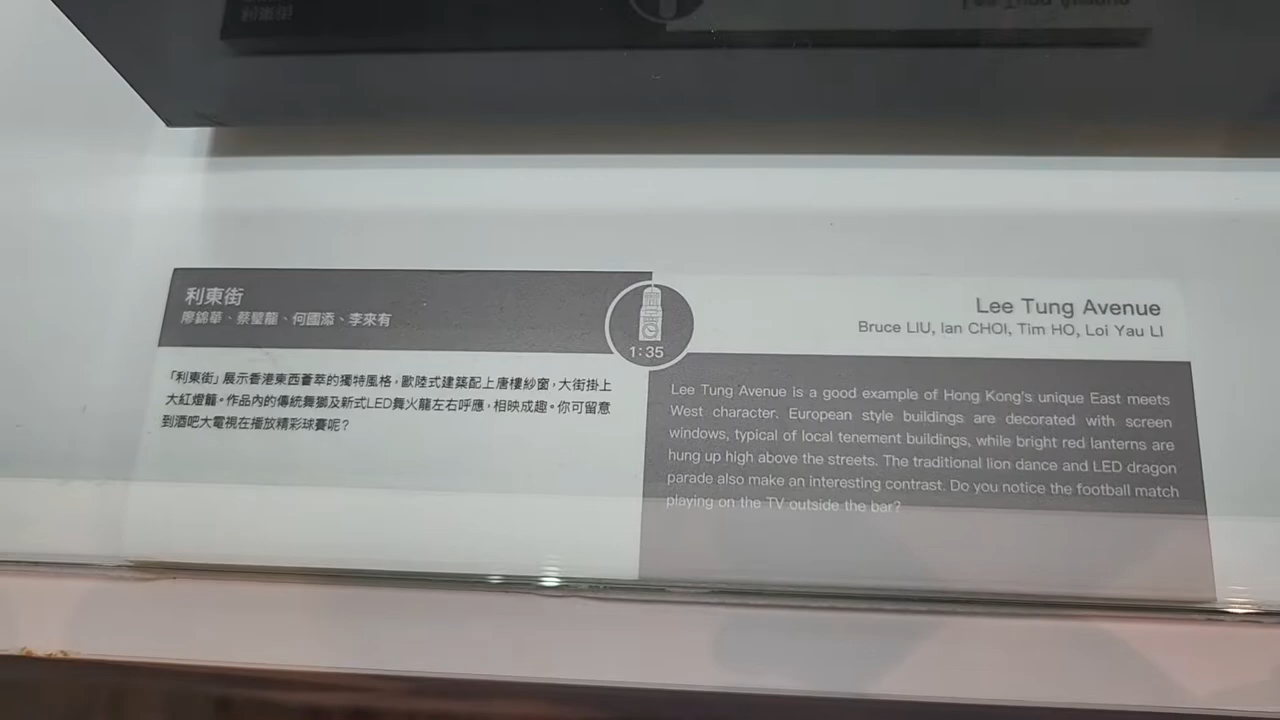 利東街
廖錦華、蔡璧龍、何國添、李來有
「利東街」展示香港東西薈萃的獨特風格，歐陸式建築配上唐樓紗窗，大街掛上
大紅燈籠。作品內的傳統舞獅及新式LED舞火龍左右呼應，相映成趣。你可留意
到酒吧大電視在播放精彩球賽呢？
1:35
Lee Tung Avenue
Bruce LIU, Ian CHOI, Tim HO, Loi Yau LI
Lee Tung Avenue is a good example of Hong Kong's unique East meets
West character. European style buildings are decorated with screen
windows, typical of local tenement buildings, while bright red lanterns are
hung up high above the streets. The traditional lion dance and LED dragon
parade also make an interesting contrast. Do you notice the football match
playing on the TV outside the bar?